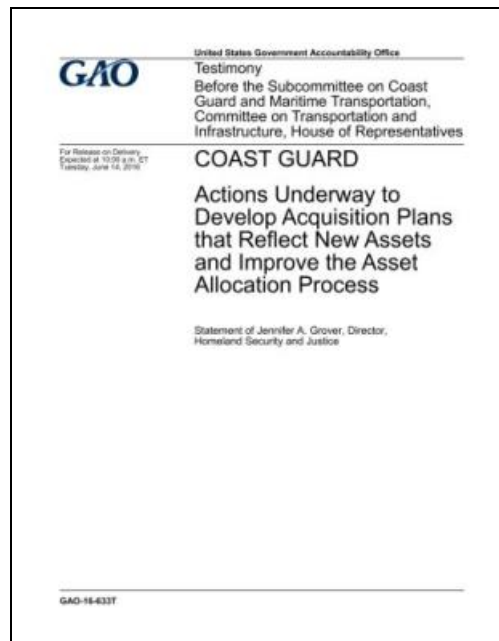 United States Government Accountability Office
GAO
Testimony
Before the Subcommittee on Coast
Guard and Maritime Transportation,
Committee on Transportation and
Infrastructure, House of Representatives
For Release on Delivery
Expected at 10:00 a.m. ET
Tuesday, June 14, 2016
COAST GUARD
Actions Underway to
Develop Acquisition Plans
that Reflect New Assets
and Improve the Asset
Allocation Process
Statement of Jennifer A. Grover, Director,
Homeland Security and Justice
GAO-16-633T